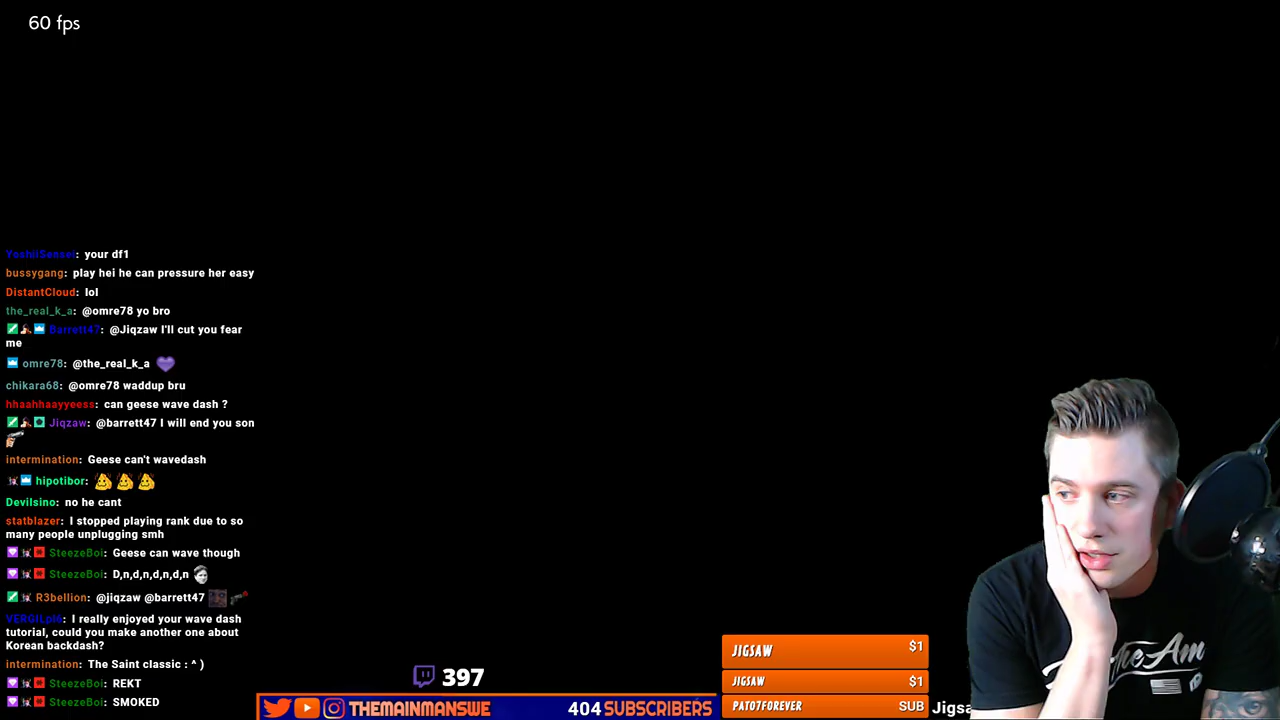 60 fps
YoshiiSensei: your df1
bussygang: play hei he can pressure her easy
DistantCloud: lol
the_real_k_a: @omre78 yo bro
Barrett47: @Jiqzaw I'll cut you fear
me
omre78: @the_real_k_a
chikara68: @omre78 waddup bru
hhaahhaayyeess: can geese wave dash ?
Jiqzaw: @barrett47 I will end you son
intermination: Geese can't wavedash
hipotibor:
Devilsino: no he cant
statblazer: I stopped playing rank due to so
many people unplugging smh
SteezeBoi: Geese can wave though
SteezeBoi: D,n,d,n,d,n,d,n
R3bellion: @jiqzaw @barrett47
VERGILpl6: I really enjoyed your wave dash
tutorial, could you make another one about
Korean backdash?
intermination: The Saint classic : ^ )
SteezeBoi: REKT
SteezeBoi: SMOKED
397
THEMAINMANSWE 404 SUBSCRIBERS
JIGSAW $1
JIGSAW $1
PATO7FOREVER SUB
Jigsa